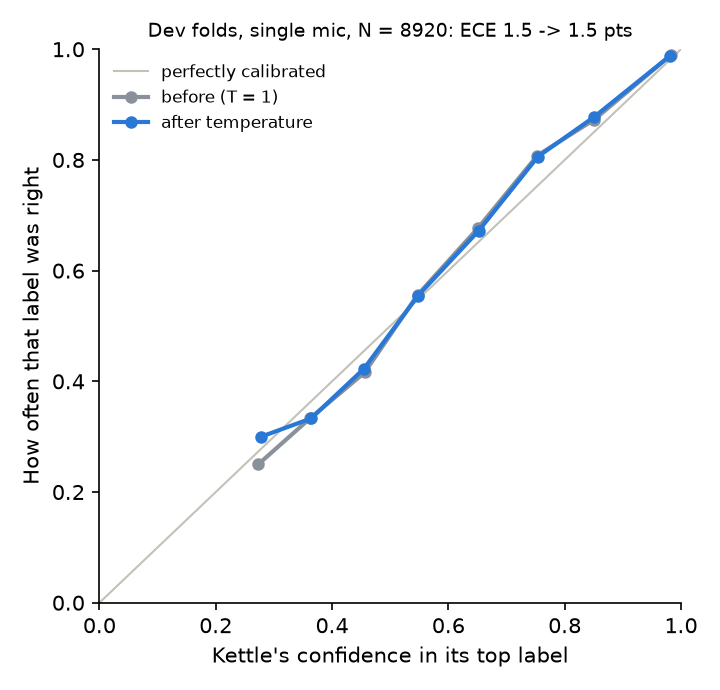 Dev folds, single mic, N = 8920: ECE 1.5 -> 1.5 pts
perfectly calibrated
before (T = 1)
after temperature
How often that label was right
1.0
0.8
0.6
0.4
0.2
0.0
0.0 0.2 0.4 0.6 0.8 1.0
Kettle's confidence in its top label